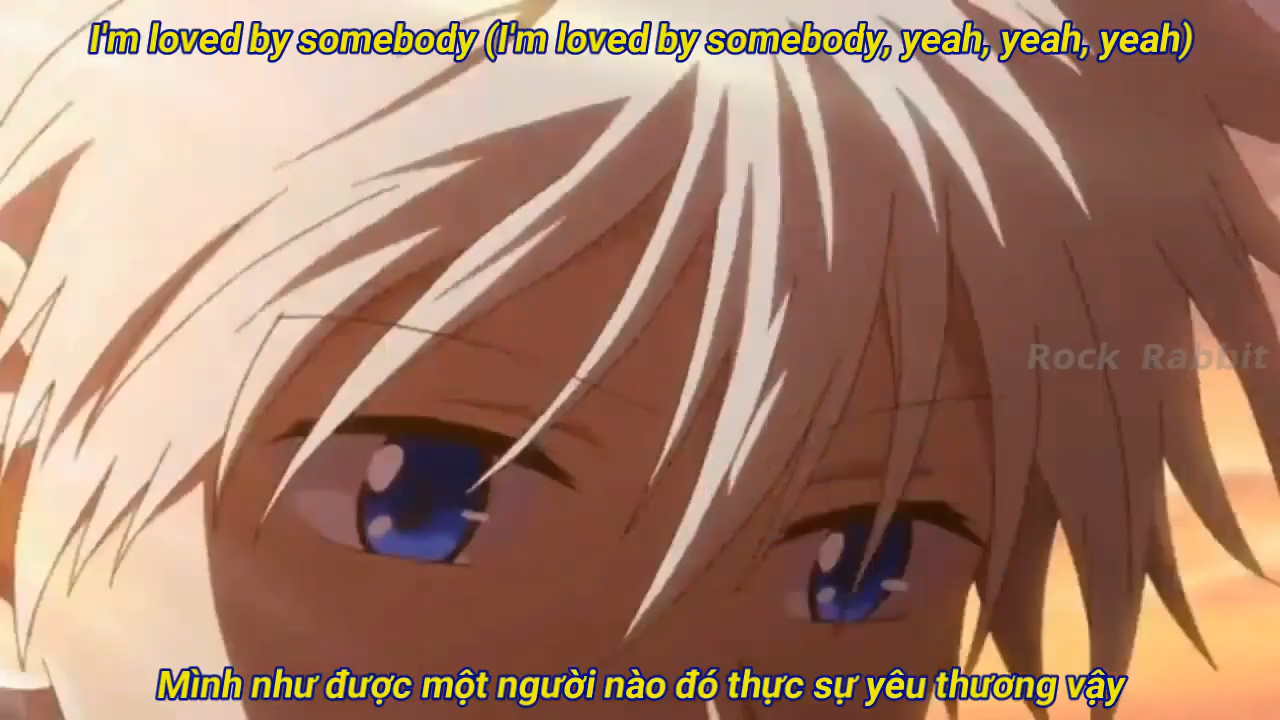 I'm loved by somebody (I'm loved by somebody, yeah, yeah, yeah)
Rock Rabbit
Mình như được một người nào đó thực sự yêu thương vậy